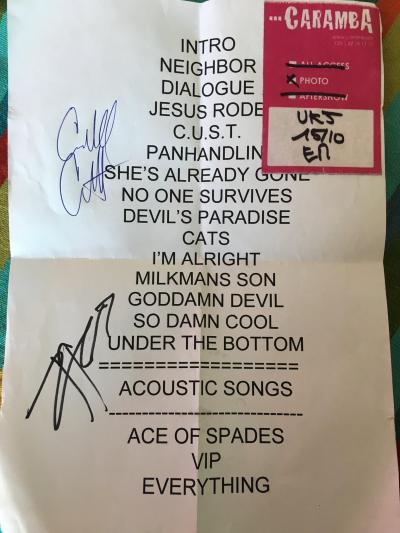 ...CARAMBA
ALL ACCESS
X PHOTO
AFTERSHOW
UKJ
15/10
INTRO
NEIGHBOR
DIALOGUE
JESUS RODE
C.U.S.T.
PANHANDLIN
SHE'S ALREADY GONE
NO ONE SURVIVES
DEVIL'S PARADISE
CATS
I'M ALRIGHT
MILKMANS SON
GODDAMN DEVIL
SO DAMN COOL
UNDER THE BOTTOM
====================
ACOUSTIC SONGS
------------------------------
ACE OF SPADES
VIP
EVERYTHING